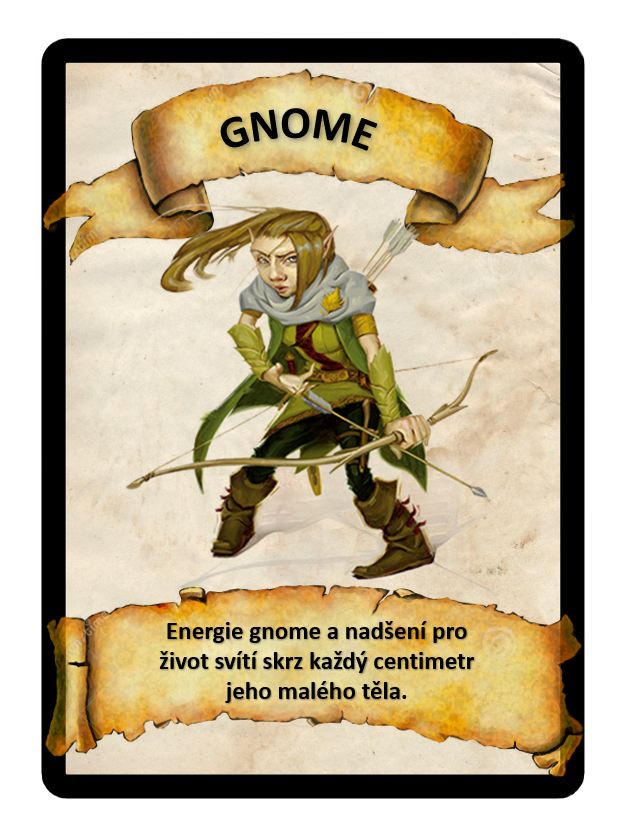 GNOME
Energie gnome a nadšení pro
život svítí skrz každý centimetr
jeho malého těla.